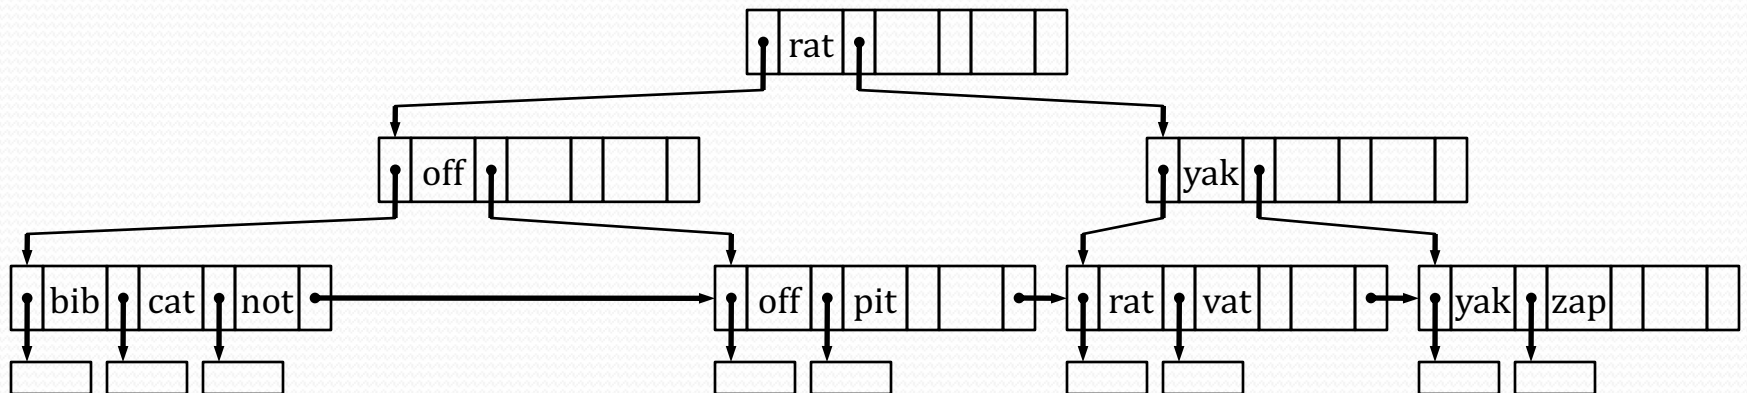 rat
off yak
bib cat not off pit rat vat yak zap